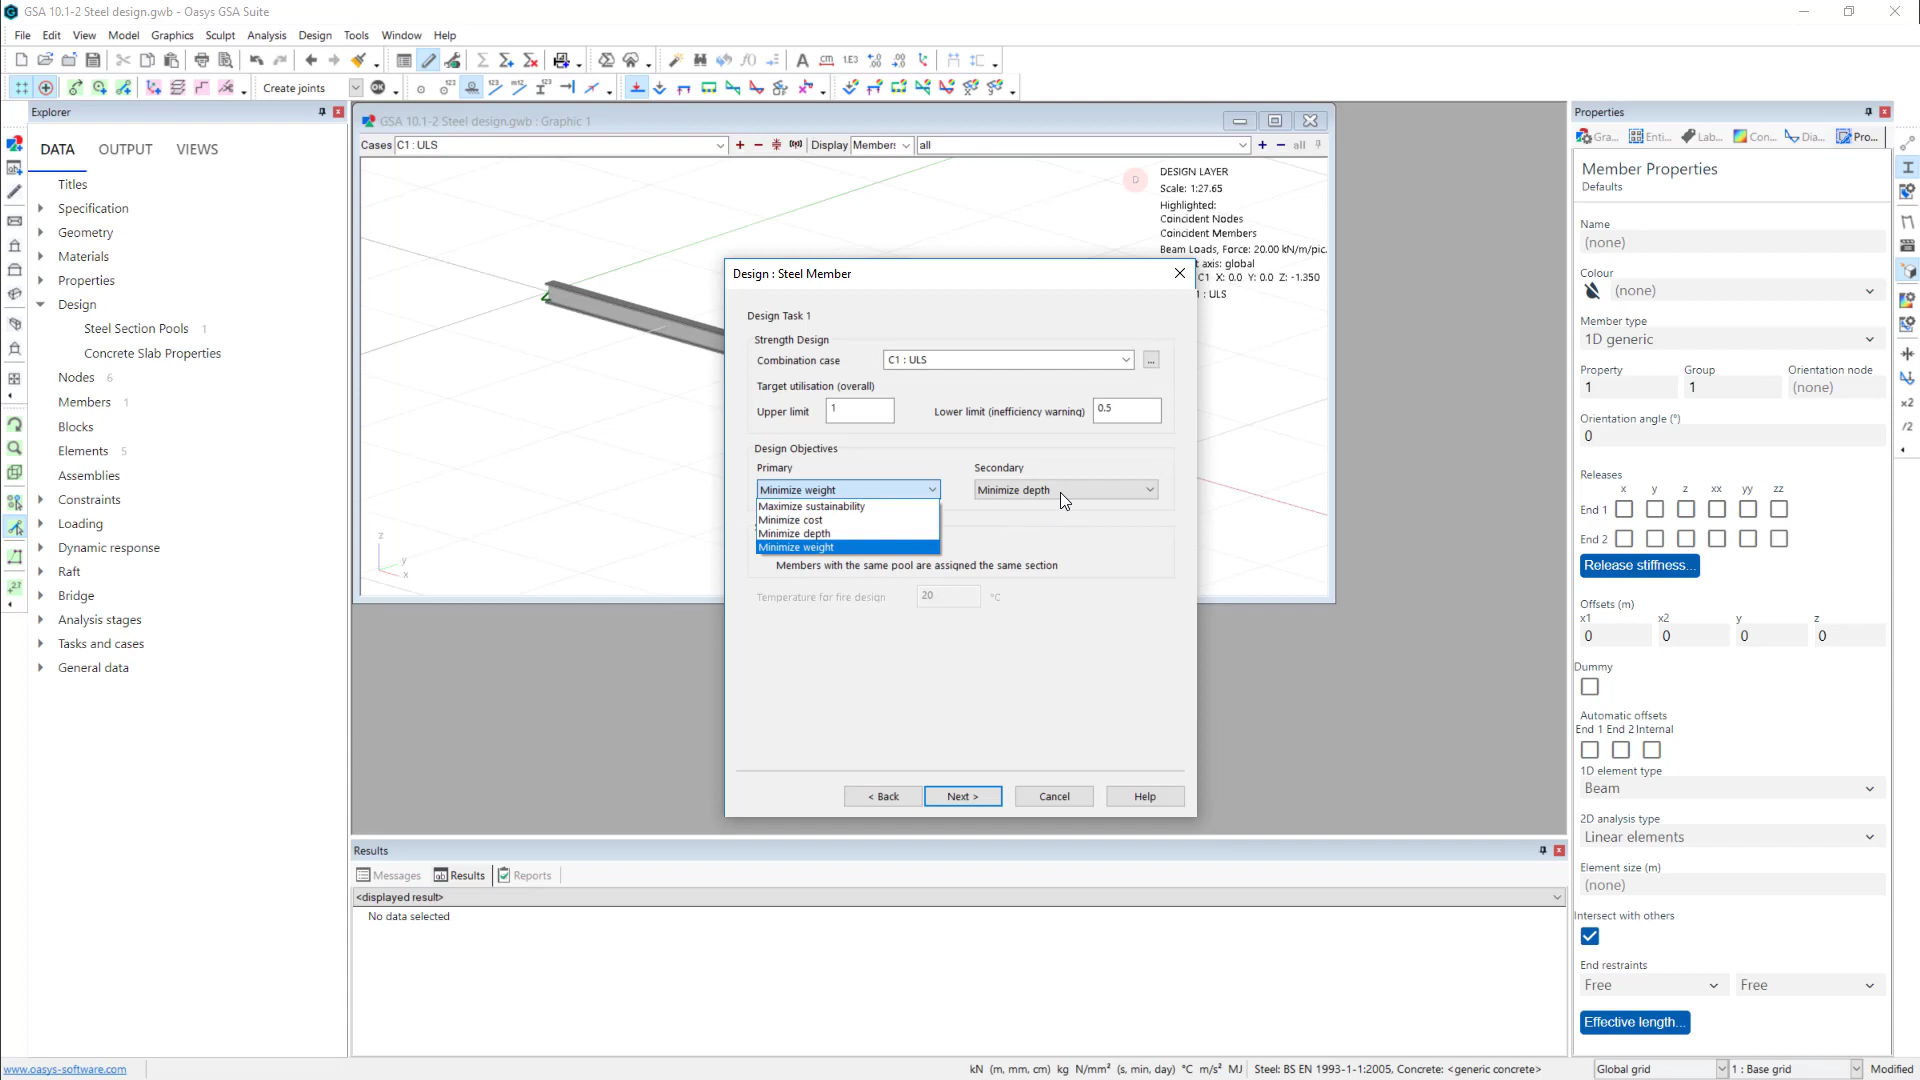 GSA 10.1-2 Steel design.gwb - Oasys GSA Suite
File Edit View Model Graphics Sculpt Analysis Design Tools Window Help
Create joints
OK
Explorer
DATA OUTPUT VIEWS
Titles
Specification
Geometry
Materials
Properties
Design
Steel Section Pools 1
Concrete Slab Properties
Nodes 6
Members 1
Blocks
Elements 5
Assemblies
Constraints
Loading
Dynamic response
Raft
Bridge
Analysis stages
Tasks and cases
General data
GSA 10.1-2 Steel design.gwb : Graphic 1
Cases C1 : ULS Display Members all all
D
DESIGN LAYER
Scale: 1:27.65
Highlighted:
Coincident Nodes
Coincident Members
Beam Loads, Force: 20.00 kN/m/pic.
t axis: global
C1 X: 0.0 Y: 0.0 Z: -1.350
1 : ULS
z
y
x
Design : Steel Member
Design Task 1
Strength Design
Combination case C1 : ULS ...
Target utilisation (overall)
Upper limit 1 Lower limit (inefficiency warning) 0.5
Design Objectives
Primary Secondary
Minimize weight Minimize depth
Maximize sustainability
Minimize cost
Minimize depth
Minimize weight
Members with the same pool are assigned the same section
Temperature for fire design 20 °C
< Back Next > Cancel Help
Results
Messages Results Reports
<displayed result>
No data selected
Properties
Gra... Enti... Lab... Con... Dia... Pro...
Member Properties
Defaults
Name
(none)
Colour
(none)
Member type
1D generic
Property Group Orientation node
1 1 (none)
Orientation angle (°)
0
Releases
x y z xx yy zz
End 1
End 2
Release stiffness...
Offsets (m)
x1 x2 y z
0 0 0 0
Dummy
Automatic offsets
End 1 End 2 Internal
1D element type
Beam
2D analysis type
Linear elements
Element size (m)
(none)
Intersect with others
End restraints
Free Free
Effective length...
x2
/2
www.oasys-software.com
kN (m, mm, cm) kg N/mm² (s, min, day) °C m/s² MJ Steel: BS EN 1993-1-1:2005, Concrete: <generic concrete> Global grid 1 : Base grid Modified